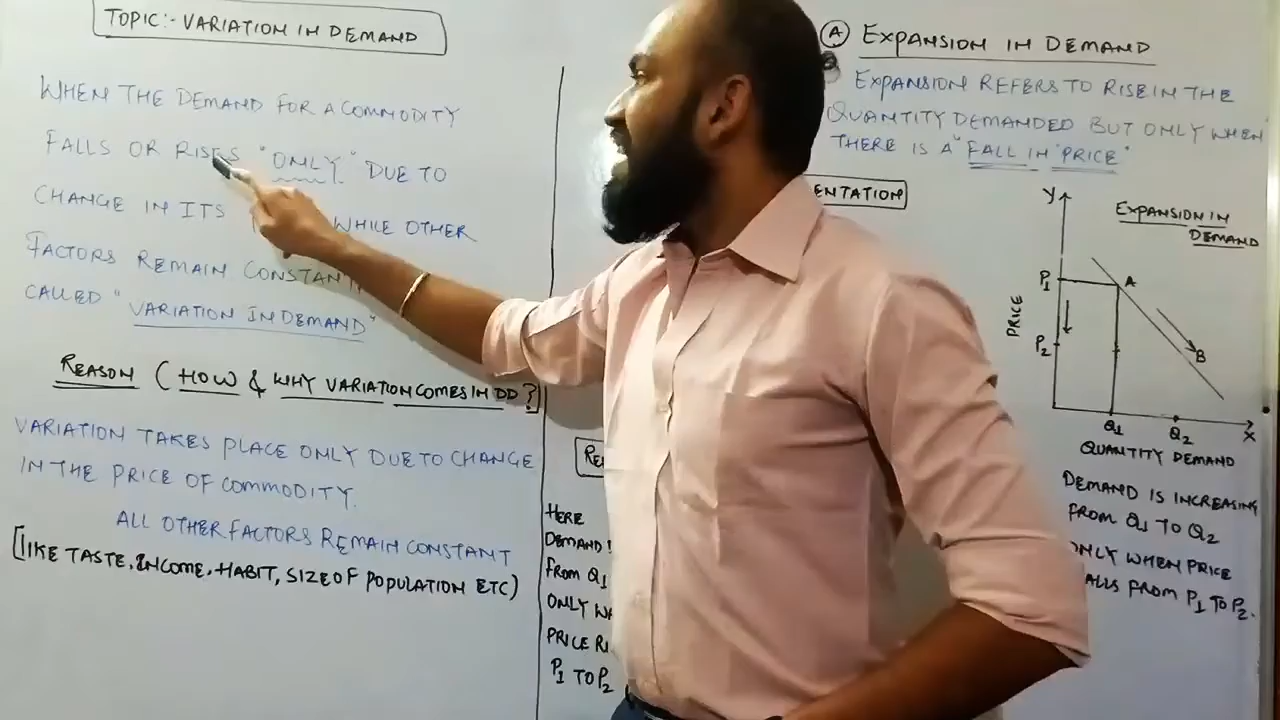 TOPIC:- VARIATION IN DEMAND
WHEN THE DEMAND FOR A COMMODITY
FALLS OR RISES "ONLY" DUE TO
CHANGE IN ITS WHILE OTHER
FACTORS REMAIN CONSTANT
CALLED "VARIATION IN DEMAND"
REASON (HOW & WHY VARIATION COMES IN DD?
VARIATION TAKES PLACE ONLY DUE TO CHANGE
IN THE PRICE OF COMMODITY.
ALL OTHER FACTORS REMAIN CONSTANT
[LIKE TASTE, INCOME, HABIT, SIZE OF POPULATION ETC)
HERE
DEMAND
FROM Q1
ONLY
PRICE
P1 TO P2
A EXPANSION IN DEMAND
EXPANSION REFERS TO RISE IN THE
QUANTITY DEMANDED BUT ONLY WHEN
THERE IS A "FALL IN PRICE"
ENTATION
EXPANSION IN
DEMAND
Y
P1
A
PRICE
P2
B
Q1 Q2 X
QUANTITY DEMAND
DEMAND IS INCREASING
FROM Q1 TO Q2
ONLY WHEN PRICE
ALLS FROM P1 TO P2.